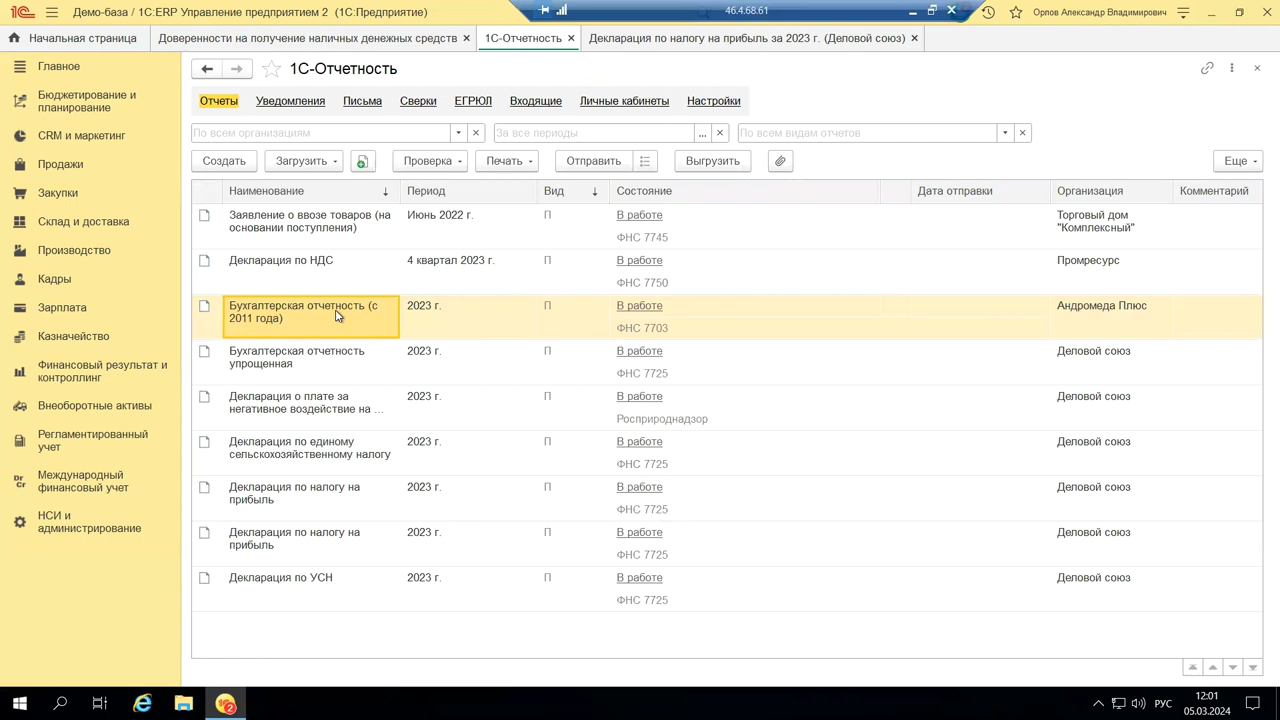 Демо-база / 1С:ERP Управление предприятием 2 (1С:Предприятие)
46.4.68.61
Орлов Александр Владимирович
Начальная страница
Доверенности на получение наличных денежных средств
1С-Отчетность
Декларация по налогу на прибыль за 2023 г. (Деловой союз)
Главное
Бюджетирование и
планирование
CRM и маркетинг
Продажи
Закупки
Склад и доставка
Производство
Кадры
Зарплата
Казначейство
Финансовый результат и
контроллинг
Внеоборотные активы
Регламентированный
учет
Международный
финансовый учет
НСИ и
администрирование
1С-Отчетность
Отчеты Уведомления Письма Сверки ЕГРЮЛ Входящие Личные кабинеты Настройки
По всем организациям За все периоды ... По всем видам отчетов
Создать Загрузить Проверка Печать Отправить Выгрузить Еще
Наименование Период Вид Состояние Дата отправки Организация Комментарий
Заявление о ввозе товаров (на Июнь 2022 г. П В работе Торговый дом
основании поступления) "Комплексный"
ФНС 7745
Декларация по НДС 4 квартал 2023 г. П В работе Промресурс
ФНС 7750
Бухгалтерская отчетность (с 2023 г. П В работе Андромеда Плюс
2011 года)
ФНС 7703
Бухгалтерская отчетность 2023 г. П В работе Деловой союз
упрощенная
ФНС 7725
Декларация о плате за 2023 г. П В работе Деловой союз
негативное воздействие на ...
Росприроднадзор
Декларация по единому 2023 г. П В работе Деловой союз
сельскохозяйственному налогу
ФНС 7725
Декларация по налогу на 2023 г. П В работе Деловой союз
прибыль
ФНС 7725
Декларация по налогу на 2023 г. П В работе Деловой союз
прибыль
ФНС 7725
Декларация по УСН 2023 г. П В работе Деловой союз
ФНС 7725
2
РУС
12:01
05.03.2024